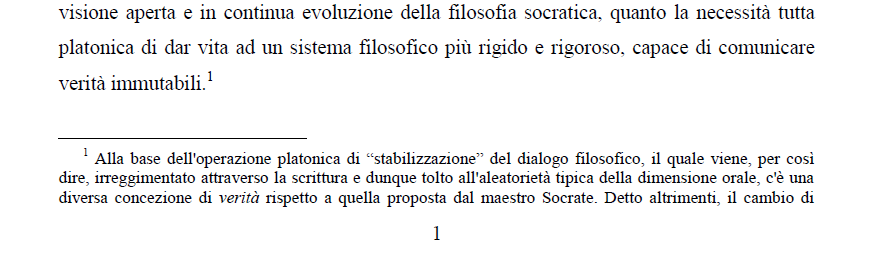 visione aperta e in continua evoluzione della filosofia socratica, quanto la necessità tutta
platonica di dar vita ad un sistema filosofico più rigido e rigoroso, capace di comunicare
verità immutabili.1
1 Alla base dell'operazione platonica di “stabilizzazione” del dialogo filosofico, il quale viene, per così
dire, irreggimentato attraverso la scrittura e dunque tolto all'aleatorietà tipica della dimensione orale, c'è una
diversa concezione di verità rispetto a quella proposta dal maestro Socrate. Detto altrimenti, il cambio di
1